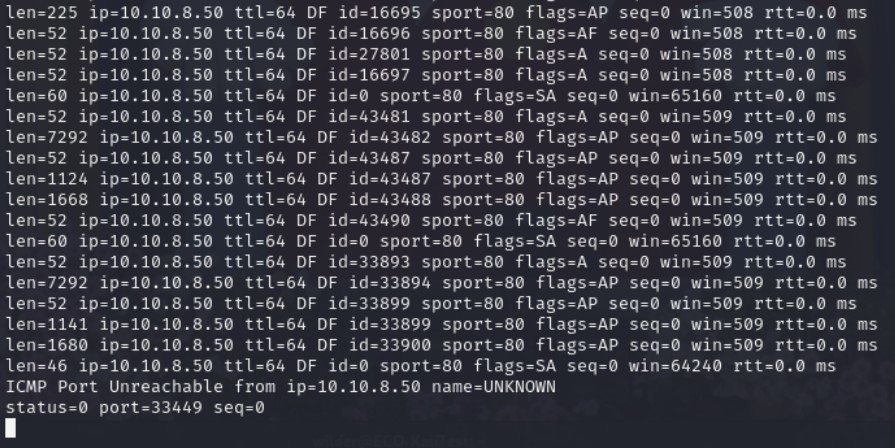 len=225 ip=10.10.8.50 ttl=64 DF id=16695 sport=80 flags=AP seq=0 win=508 rtt=0.0 ms
len=52 ip=10.10.8.50 ttl=64 DF id=16696 sport=80 flags=AF seq=0 win=508 rtt=0.0 ms
len=52 ip=10.10.8.50 ttl=64 DF id=27801 sport=80 flags=A seq=0 win=508 rtt=0.0 ms
len=52 ip=10.10.8.50 ttl=64 DF id=16697 sport=80 flags=A seq=0 win=508 rtt=0.0 ms
len=60 ip=10.10.8.50 ttl=64 DF id=0 sport=80 flags=SA seq=0 win=65160 rtt=0.0 ms
len=52 ip=10.10.8.50 ttl=64 DF id=43481 sport=80 flags=A seq=0 win=509 rtt=0.0 ms
len=7292 ip=10.10.8.50 ttl=64 DF id=43482 sport=80 flags=AP seq=0 win=509 rtt=0.0 ms
len=52 ip=10.10.8.50 ttl=64 DF id=43487 sport=80 flags=AP seq=0 win=509 rtt=0.0 ms
len=1124 ip=10.10.8.50 ttl=64 DF id=43487 sport=80 flags=AP seq=0 win=509 rtt=0.0 ms
len=1668 ip=10.10.8.50 ttl=64 DF id=43488 sport=80 flags=AP seq=0 win=509 rtt=0.0 ms
len=52 ip=10.10.8.50 ttl=64 DF id=43490 sport=80 flags=AF seq=0 win=509 rtt=0.0 ms
len=60 ip=10.10.8.50 ttl=64 DF id=0 sport=80 flags=SA seq=0 win=65160 rtt=0.0 ms
len=52 ip=10.10.8.50 ttl=64 DF id=33893 sport=80 flags=A seq=0 win=509 rtt=0.0 ms
len=7292 ip=10.10.8.50 ttl=64 DF id=33894 sport=80 flags=AP seq=0 win=509 rtt=0.0 ms
len=52 ip=10.10.8.50 ttl=64 DF id=33899 sport=80 flags=AP seq=0 win=509 rtt=0.0 ms
len=1141 ip=10.10.8.50 ttl=64 DF id=33899 sport=80 flags=AP seq=0 win=509 rtt=0.0 ms
len=1680 ip=10.10.8.50 ttl=64 DF id=33900 sport=80 flags=AP seq=0 win=509 rtt=0.0 ms
len=46 ip=10.10.8.50 ttl=64 DF id=0 sport=80 flags=SA seq=0 win=64240 rtt=0.0 ms
ICMP Port Unreachable from ip=10.10.8.50 name=UNKNOWN
status=0 port=33449 seq=0